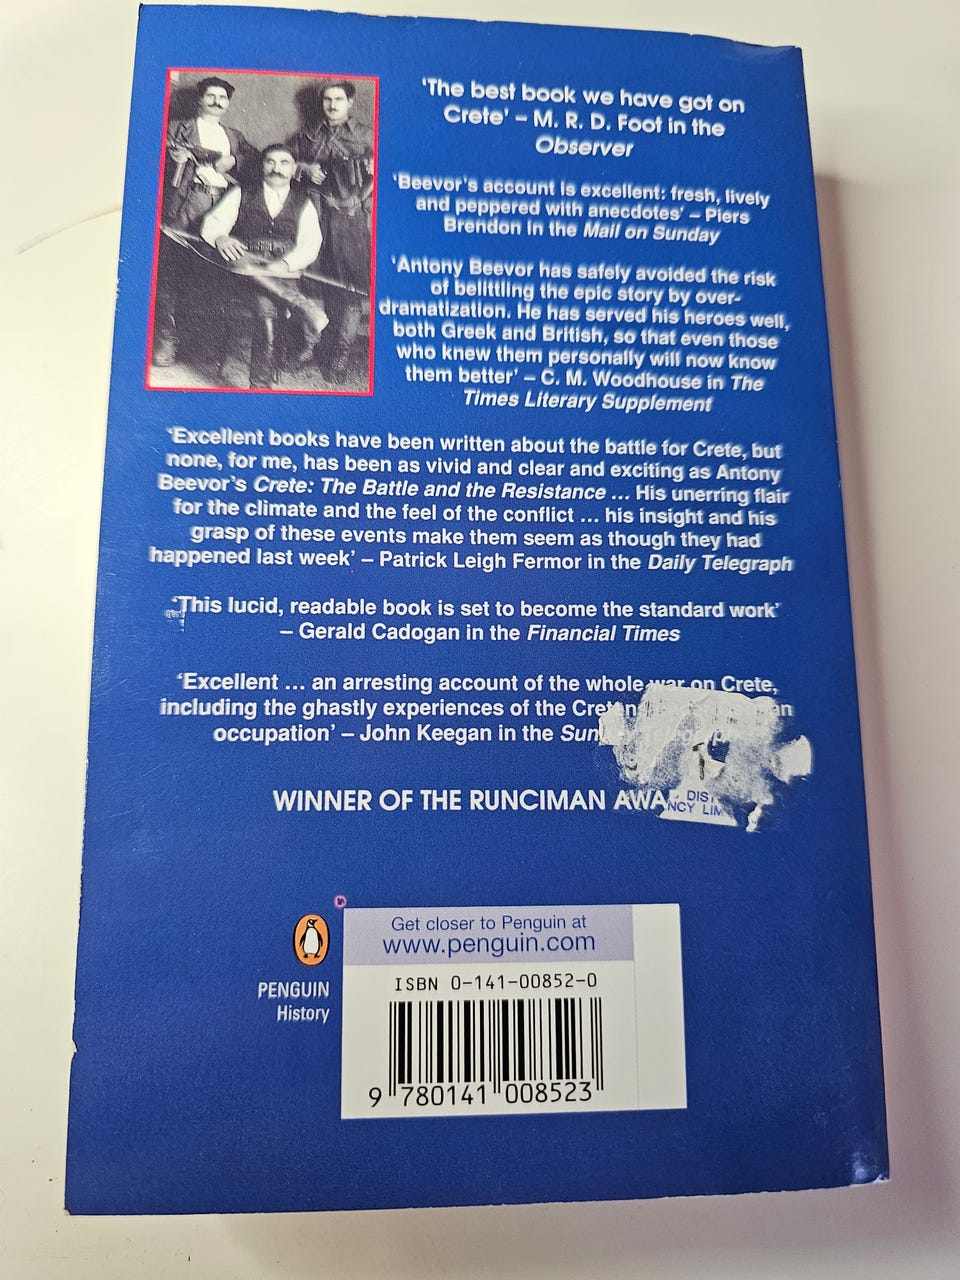 ‘The best book we have got on
Crete’ – M. R. D. Foot in the
Observer
‘Beevor’s account is excellent: fresh, lively
and peppered with anecdotes’ – Piers
Brendon in the Mail on Sunday
‘Antony Beevor has safely avoided the risk
of belittling the epic story by over-
dramatization. He has served his heroes well,
both Greek and British, so that even those
who knew them personally will now know
them better’ – C. M. Woodhouse in The
Times Literary Supplement
‘Excellent books have been written about the battle for Crete, but
none, for me, has been as vivid and clear and exciting as Antony
Beevor’s Crete: The Battle and the Resistance ... His unerring flair
for the climate and the feel of the conflict ... his insight and his
grasp of these events make them seem as though they had
happened last week’ – Patrick Leigh Fermor in the Daily Telegraph
‘This lucid, readable book is set to become the standard work’
– Gerald Cadogan in the Financial Times
‘Excellent ... an arresting account of the whole war on Crete,
including the ghastly experiences of the
occupation’ – John Keegan in the
WINNER OF THE RUNCIMAN
NCY LIM
Get closer to Penguin at
www.penguin.com
ISBN 0-141-00852-0
PENGUIN
History
9 780141 008523